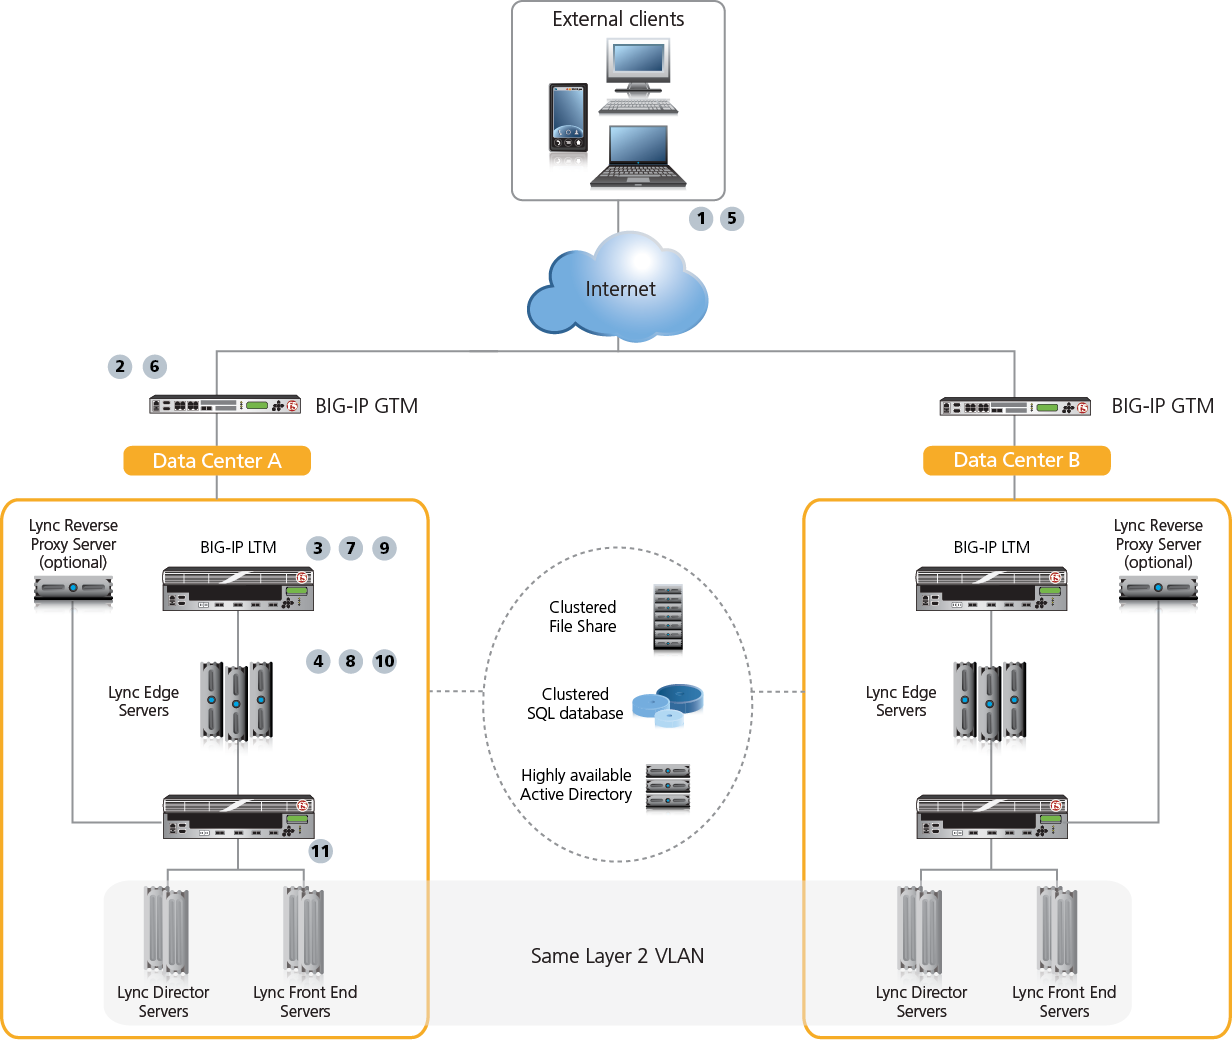 External clients
1 5
Internet
2 6
BIG-IP GTM
BIG-IP GTM
Data Center A
Data Center B
Lync Reverse
Proxy Server
(optional)
BIG-IP LTM
3 7 9
Lync Edge
Servers
4 8 10
11
Lync Director
Servers
Lync Front End
Servers
Clustered
File Share
Clustered
SQL database
Highly available
Active Directory
Same Layer 2 VLAN
BIG-IP LTM
Lync Reverse
Proxy Server
(optional)
Lync Edge
Servers
Lync Director
Servers
Lync Front End
Servers